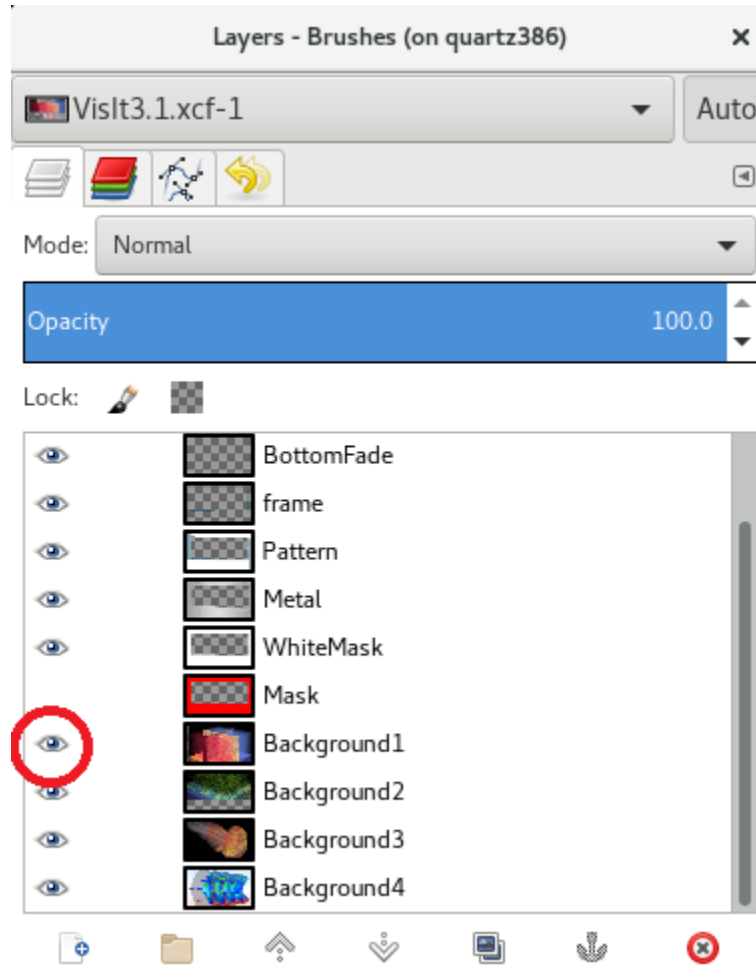 Layers - Brushes (on quartz386)
VisIt3.1.xcf-1
Auto
Mode: Normal
Opacity 100.0
Lock:
BottomFade
frame
Pattern
Metal
WhiteMask
Mask
Background1
Background2
Background3
Background4